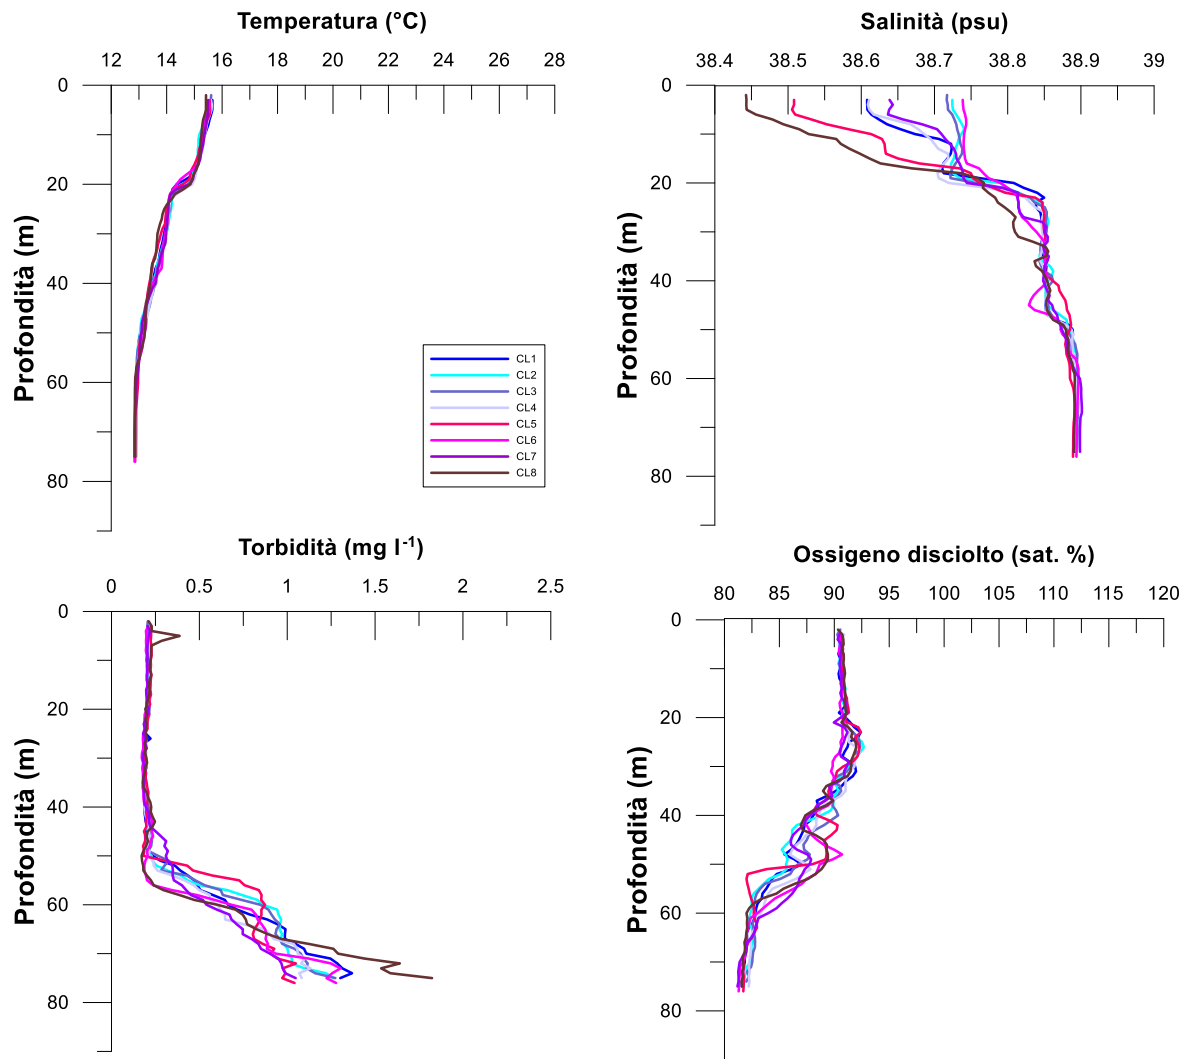 Temperatura (°C)
12 14 16 18 20 22 24 26 28
0
20
40
60
80
Profondità (m)
CL1
CL2
CL3
CL4
CL5
CL6
CL7
CL8
Salinità (psu)
38.4 38.5 38.6 38.7 38.8 38.9 39
0
20
40
60
80
Profondità (m)
Torbidità (mg l-1)
0 0.5 1 1.5 2 2.5
0
20
40
60
80
Profondità (m)
Ossigeno disciolto (sat. %)
80 85 90 95 100 105 110 115 120
0
20
40
60
80
Profondità (m)